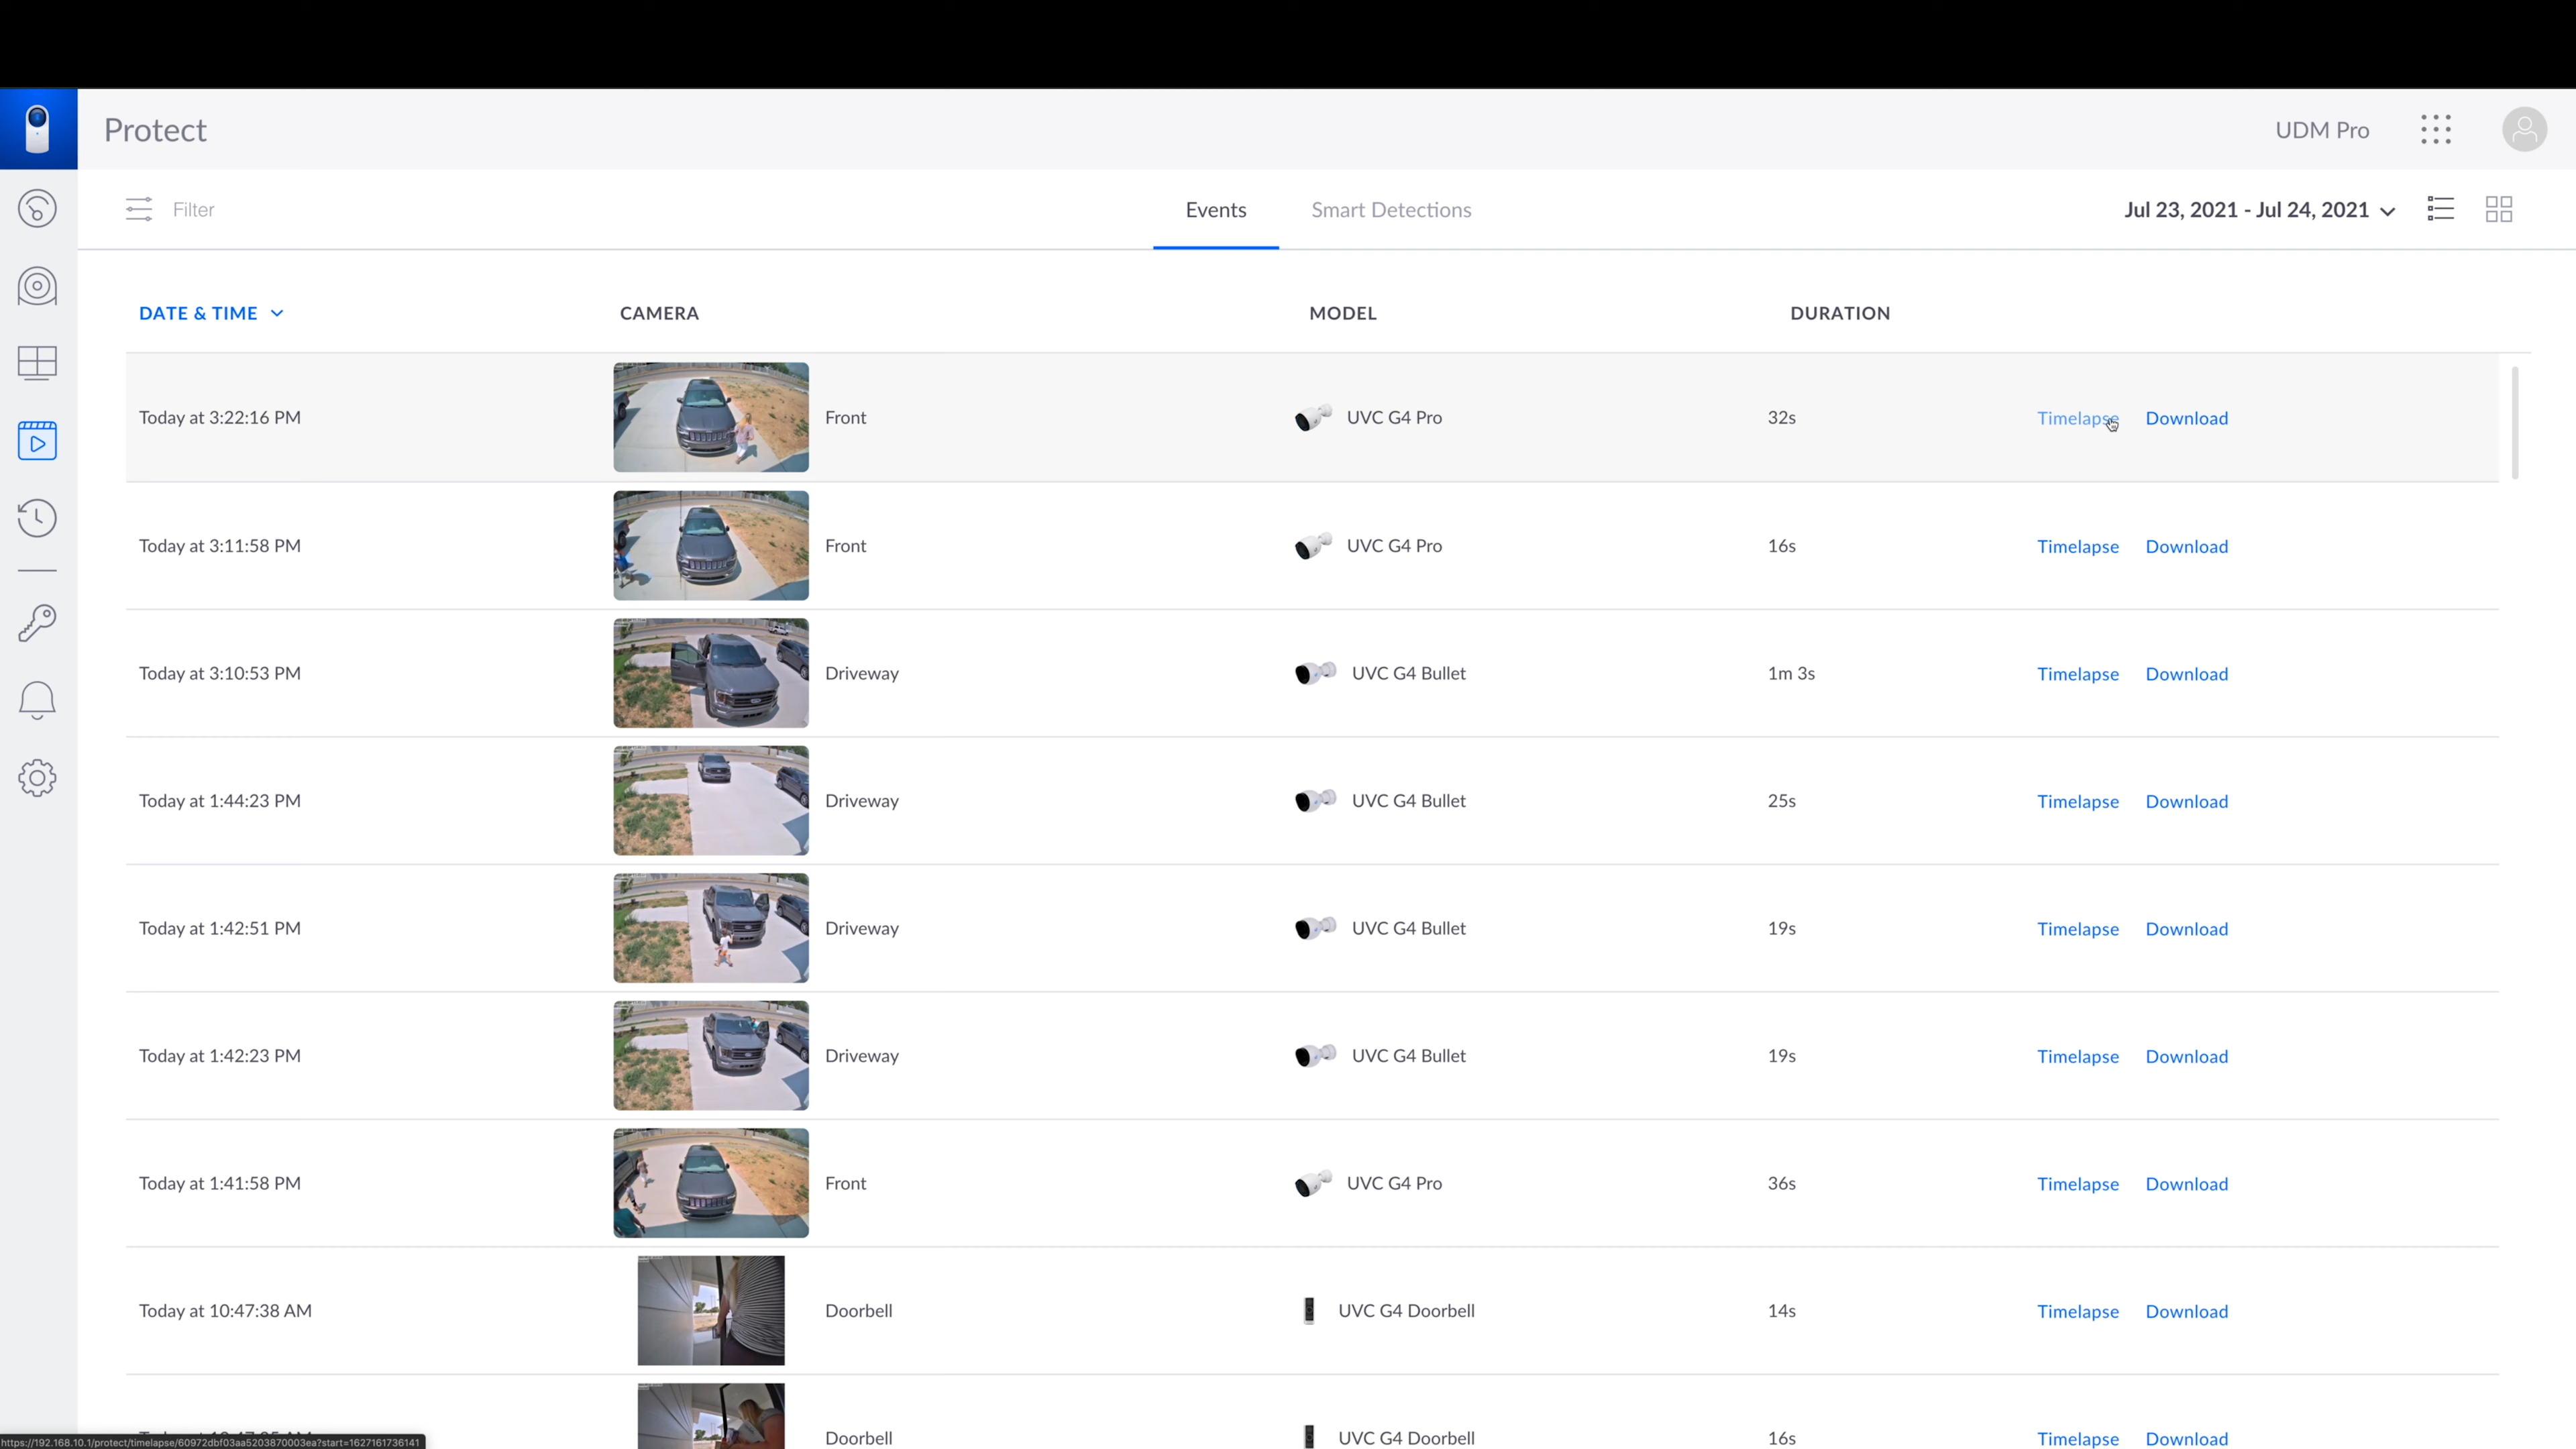 Protect
UDM Pro
Filter
Events
Smart Detections
Jul 23, 2021 - Jul 24, 2021
DATE & TIME
CAMERA
MODEL
DURATION
Today at 3:22:16 PM
Front
UVC G4 Pro
32s
Timelapse
Download
Today at 3:11:58 PM
Front
UVC G4 Pro
16s
Timelapse
Download
Today at 3:10:53 PM
Driveway
UVC G4 Bullet
1m 3s
Timelapse
Download
Today at 1:44:23 PM
Driveway
UVC G4 Bullet
25s
Timelapse
Download
Today at 1:42:51 PM
Driveway
UVC G4 Bullet
19s
Timelapse
Download
Today at 1:42:23 PM
Driveway
UVC G4 Bullet
19s
Timelapse
Download
Today at 1:41:58 PM
Front
UVC G4 Pro
36s
Timelapse
Download
Today at 10:47:38 AM
Doorbell
UVC G4 Doorbell
14s
Timelapse
Download
Doorbell
UVC G4 Doorbell
16s
Timelapse
Download
https://192.168.10.1/protect/timelapse/60972dbf03aa5203870003ea?start=1627161736141